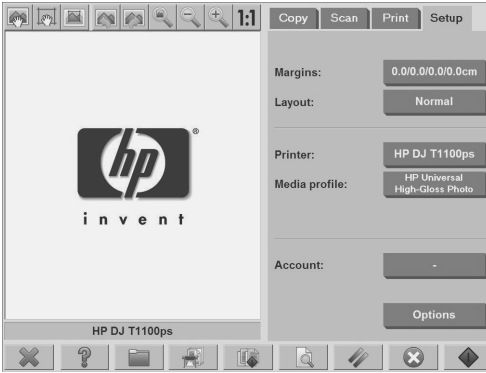 1:1
Copy Scan Print Setup
Margins: 0.0/0.0/0.0/0.0cm
Layout: Normal
Printer: HP DJ T1100ps
Media profile: HP Universal
High-Gloss Photo
Account: -
Options
hp ®
invent
HP DJ T1100ps
?